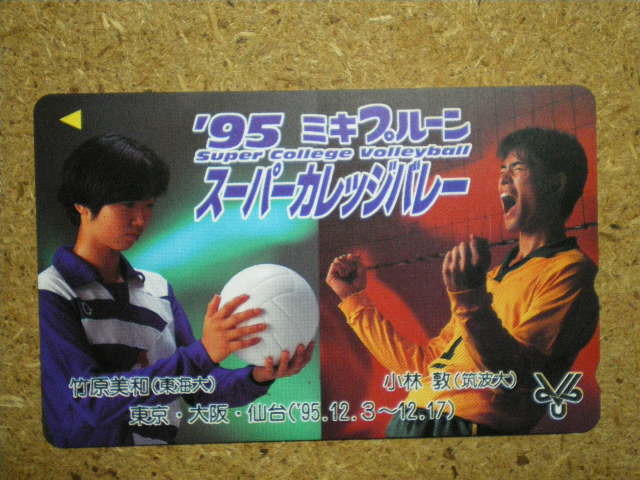 '95 ミキプルーン
Super College Volleyball
スーパーカレッジバレー
竹原美和(東海大)
小林 敦(筑波大)
東京・大阪・仙台('95.12.3〜12.17)